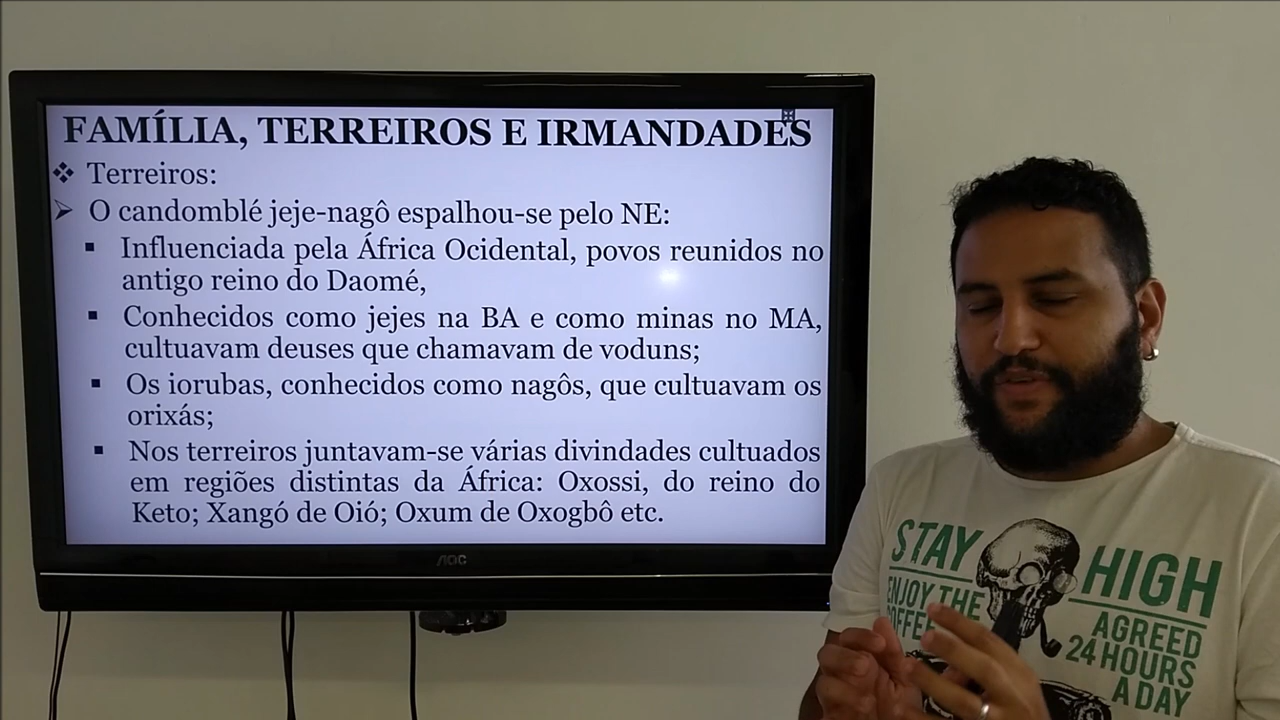 FAMÍLIA, TERREIROS E IRMANDADES
❖ Terreiros:
➢ O candomblé jeje-nagô espalhou-se pelo NE:
▪ Influenciada pela África Ocidental, povos reunidos no
antigo reino do Daomé,
▪ Conhecidos como jejes na BA e como minas no MA,
cultuavam deuses que chamavam de voduns;
▪ Os iorubas, conhecidos como nagôs, que cultuavam os
orixás;
▪ Nos terreiros juntavam-se várias divindades cultuados
em regiões distintas da África: Oxossi, do reino do
Keto; Xangó de Oió; Oxum de Oxogbô etc.
AOC
STAY HIGH
ENJOY THE
COFFEE
AGREED
24 HOURS
A DAY